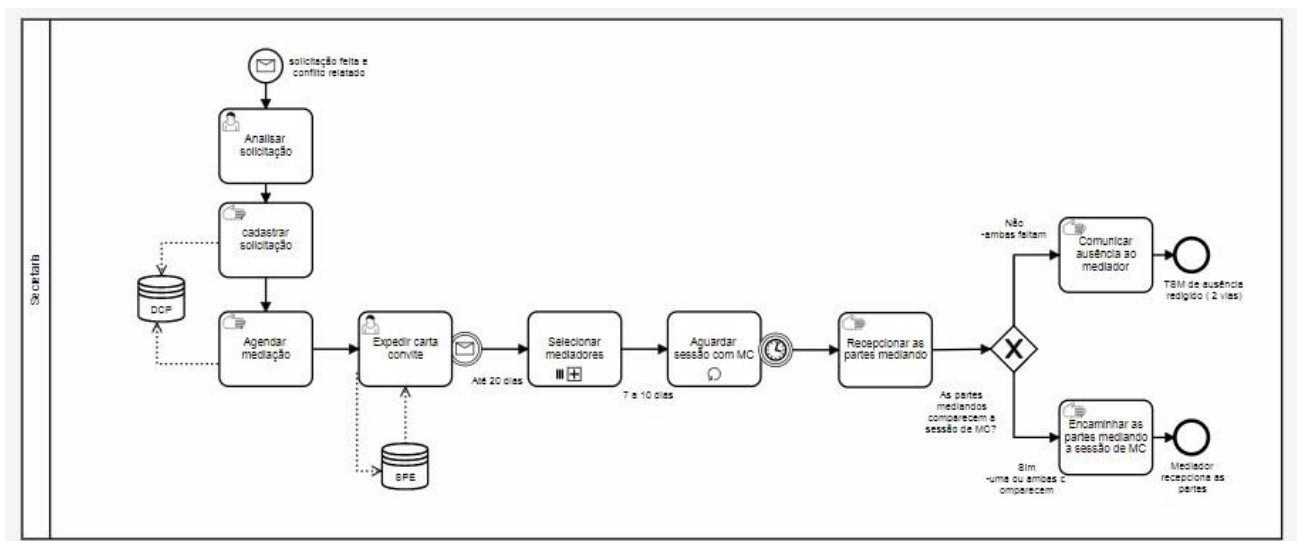 Secretaria
solicitação feita e
conflito relatado
Analisar
solicitação
cadastrar
solicitação
DCP
Agendar
mediação
Expedir carta
convite
Até 20 dias
SPE
Selecionar
mediadores
7 a 10 dias
Aguardar
sessão com MC
Recepcionar as
partes mediando
As partes
mediandos
comparecem a
sessão de MC?
Não
-ambas faltam
Comunicar
ausência ao
mediador
TSM de ausência
redigido ( 2 vias)
Sim
-uma ou ambas c
omparecem
Encaminhar as
partes mediando
a sessão de MC
Mediador
recepciona as
partes